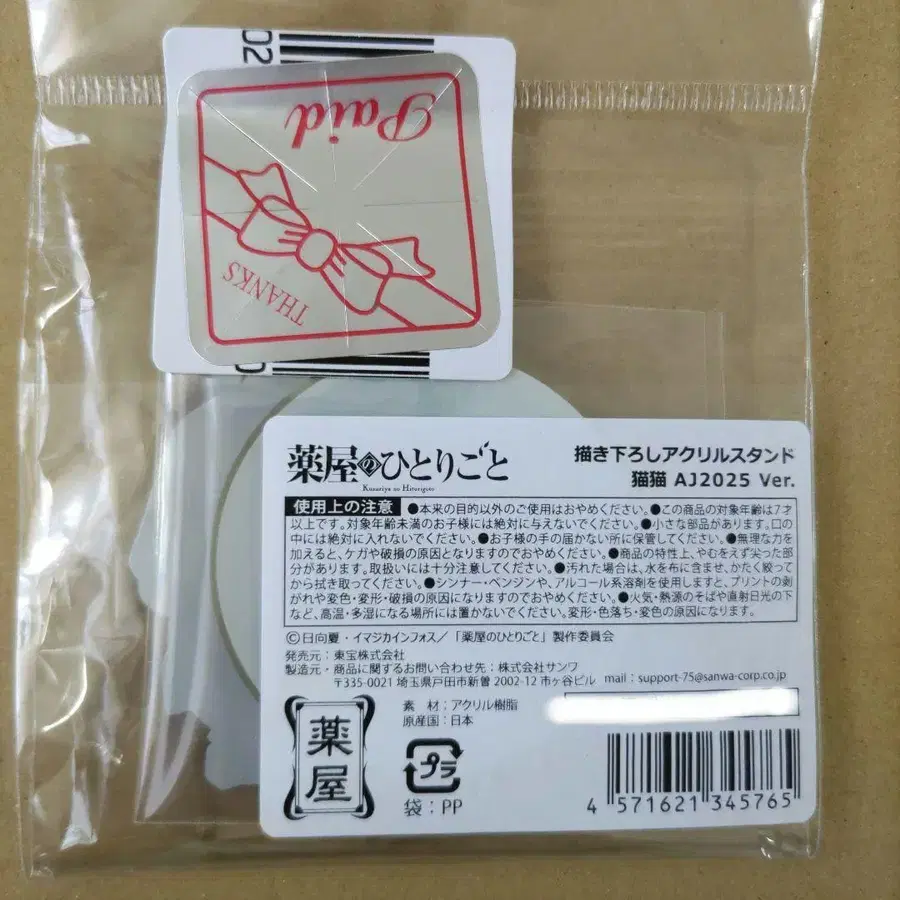 02
Paid
THANKS
0
薬屋のひとりごと
Kusuriya no Hitorigoto
描き下ろしアクリルスタンド
猫猫 AJ2025 Ver.
使用上の注意 ●本来の目的以外のご使用はおやめください。●この商品の対象年齢は7才
以上です。対象年齢未満のお子様には絶対に与えないでください。●小さな部品があります。口の
中には絶対に入れないでください。●お子様の手の届かない所に保管してください。●無理な力を
加えると、ケガや破損の原因となりますのでおやめください。●商品の特性上、やむをえず尖った部
分があります。取扱いには十分注意してください。●汚れた場合は、水を布に含ませ、かたく絞って
から拭き取ってください。●シンナー・ベンジンや、アルコール系溶剤を使用しますと、プリントの剥
がれや変色・変形・破損の原因になりますのでおやめください。●火気・熱源のそばや直射日光の下
など、高温・多湿になる場所には置かないでください。変形・色落ち・変色の原因になります。
©日向夏・イマジカインフォス/「薬屋のひとりごと」製作委員会
発売元:東宝株式会社
製造元・商品に関するお問い合わせ先:株式会社サンワ
〒335-0021 埼玉県戸田市新曽 2002-12 市ヶ谷ビル mail:support-75@sanwa-corp.co.jp
素 材:アクリル樹脂
原産国:日本
薬屋
プラ
袋:PP
4 571621 345765